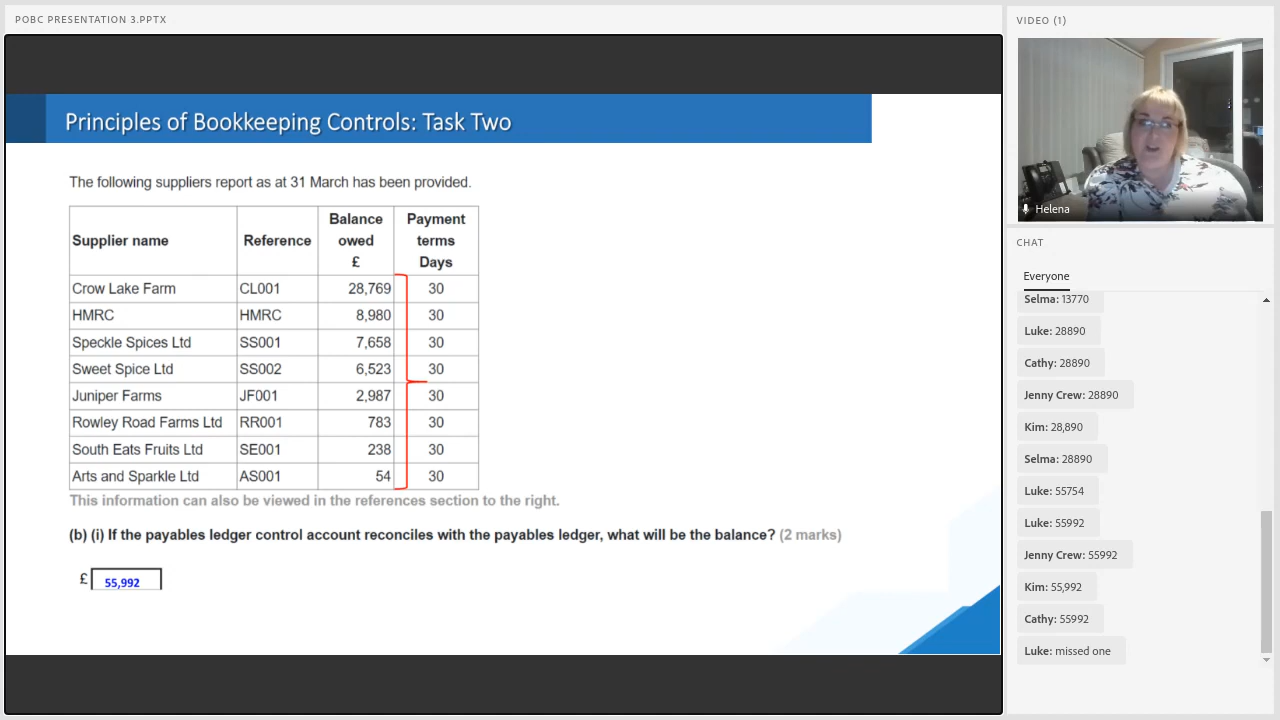 POBC PRESENTATION 3.PPTX
Principles of Bookkeeping Controls: Task Two
The following suppliers report as at 31 March has been provided.
Supplier name Reference Balance owed £ Payment terms Days
Crow Lake Farm CL001 28,769 30
HMRC HMRC 8,980 30
Speckle Spices Ltd SS001 7,658 30
Sweet Spice Ltd SS002 6,523 30
Juniper Farms JF001 2,987 30
Rowley Road Farms Ltd RR001 783 30
South Eats Fruits Ltd SE001 238 30
Arts and Sparkle Ltd AS001 54 30
This information can also be viewed in the references section to the right.
(b) (i) If the payables ledger control account reconciles with the payables ledger, what will be the balance? (2 marks)
£ 55,992
VIDEO (1)
Helena
CHAT
Everyone
Selma: 13770
Luke: 28890
Cathy: 28890
Jenny Crew: 28890
Kim: 28,890
Selma: 28890
Luke: 55754
Luke: 55992
Jenny Crew: 55992
Kim: 55,992
Cathy: 55992
Luke: missed one